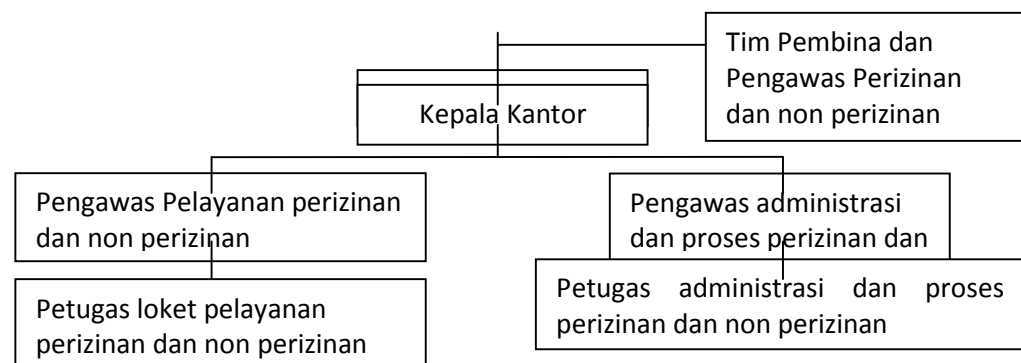 Tim Pembina dan
Pengawas Perizinan
dan non perizinan
Kepala Kantor
Pengawas Pelayanan perizinan
dan non perizinan
Pengawas administrasi
dan proses perizinan dan
Petugas loket pelayanan
perizinan dan non perizinan
Petugas administrasi dan proses
perizinan dan non perizinan